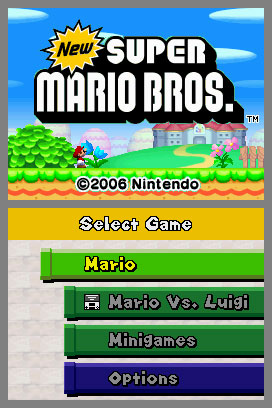 New SUPER
MARIO BROS.™
©2006 Nintendo
Select Game
Mario
Mario Vs. Luigi
Minigames
Options